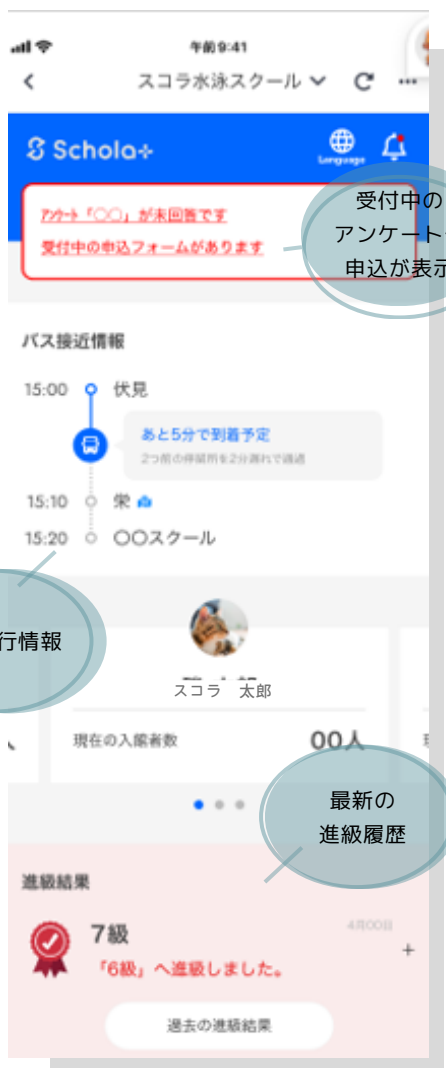 午前9:41
スコラ水泳スクール
Schola+
Language
ｱﾝｹｰﾄ「〇〇」が未回答です
受付中の申込フォームがあります
受付中の
アンケート
申込が表示
バス接近情報
15:00 伏見
あと5分で到着予定
2つ前の停留所を2分遅れで通過
15:10 栄
15:20 〇〇スクール
行情報
スコラ 太郎
現在の入館者数 00人
最新の
進級履歴
進級結果
4月00日
7級
「6級」へ進級しました。
過去の進級結果